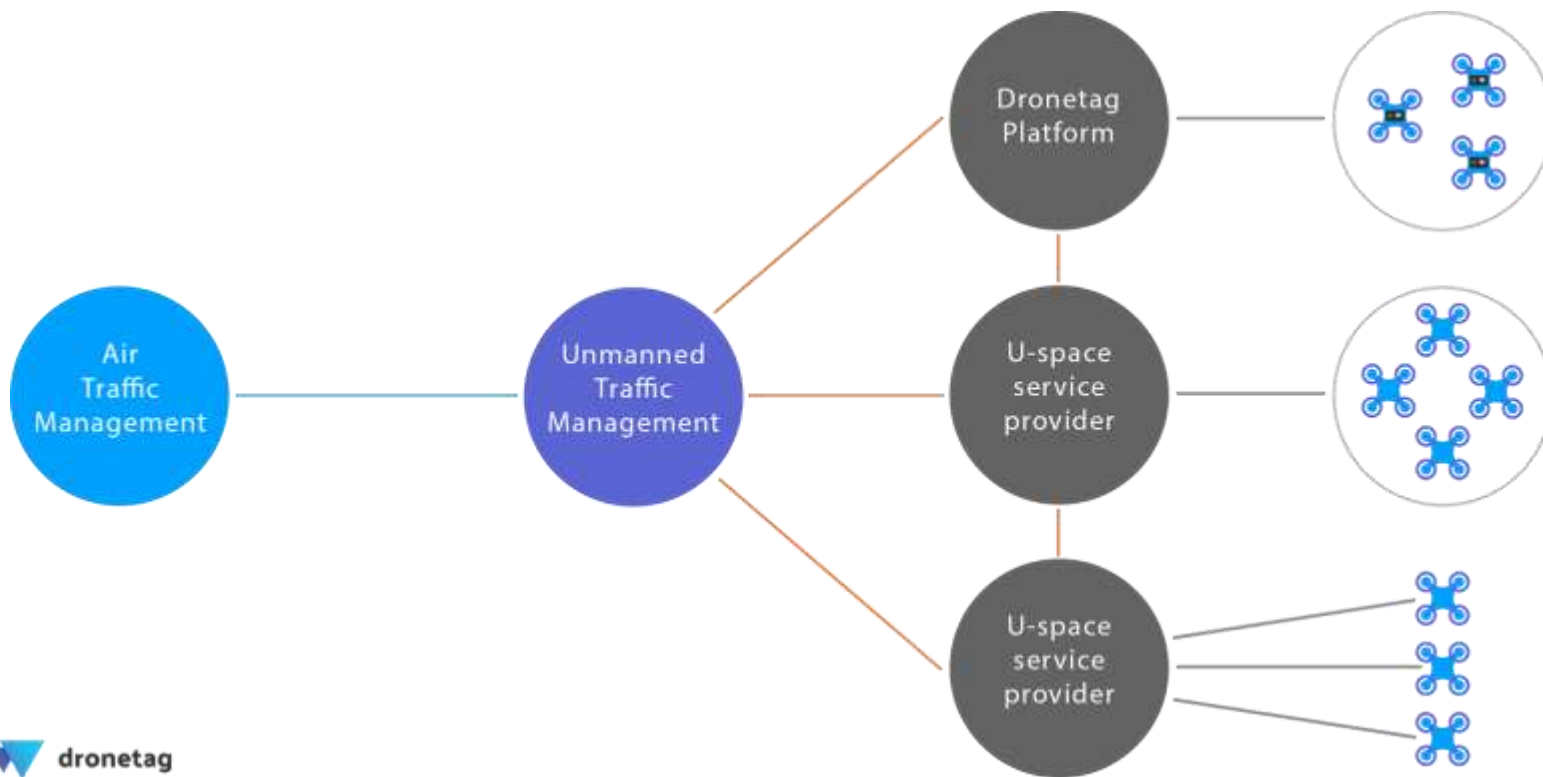 Dronetag
Platform
Air
Traffic
Management
Unmanned
Traffic
Management
U-space
service
provider
U-space
service
provider
dronetag